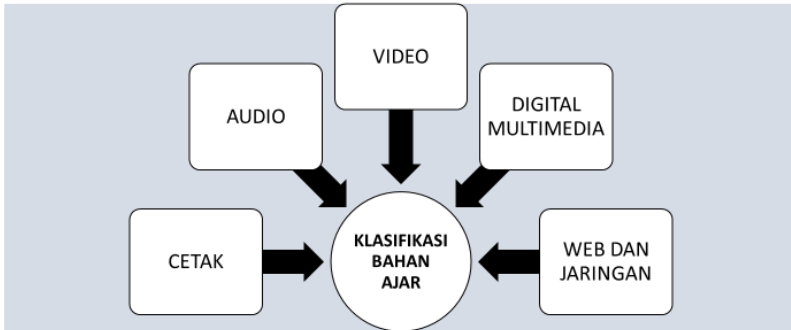 VIDEO
AUDIO
DIGITAL
MULTIMEDIA
CETAK
KLASIFIKASI
BAHAN
AJAR
WEB DAN
JARINGAN